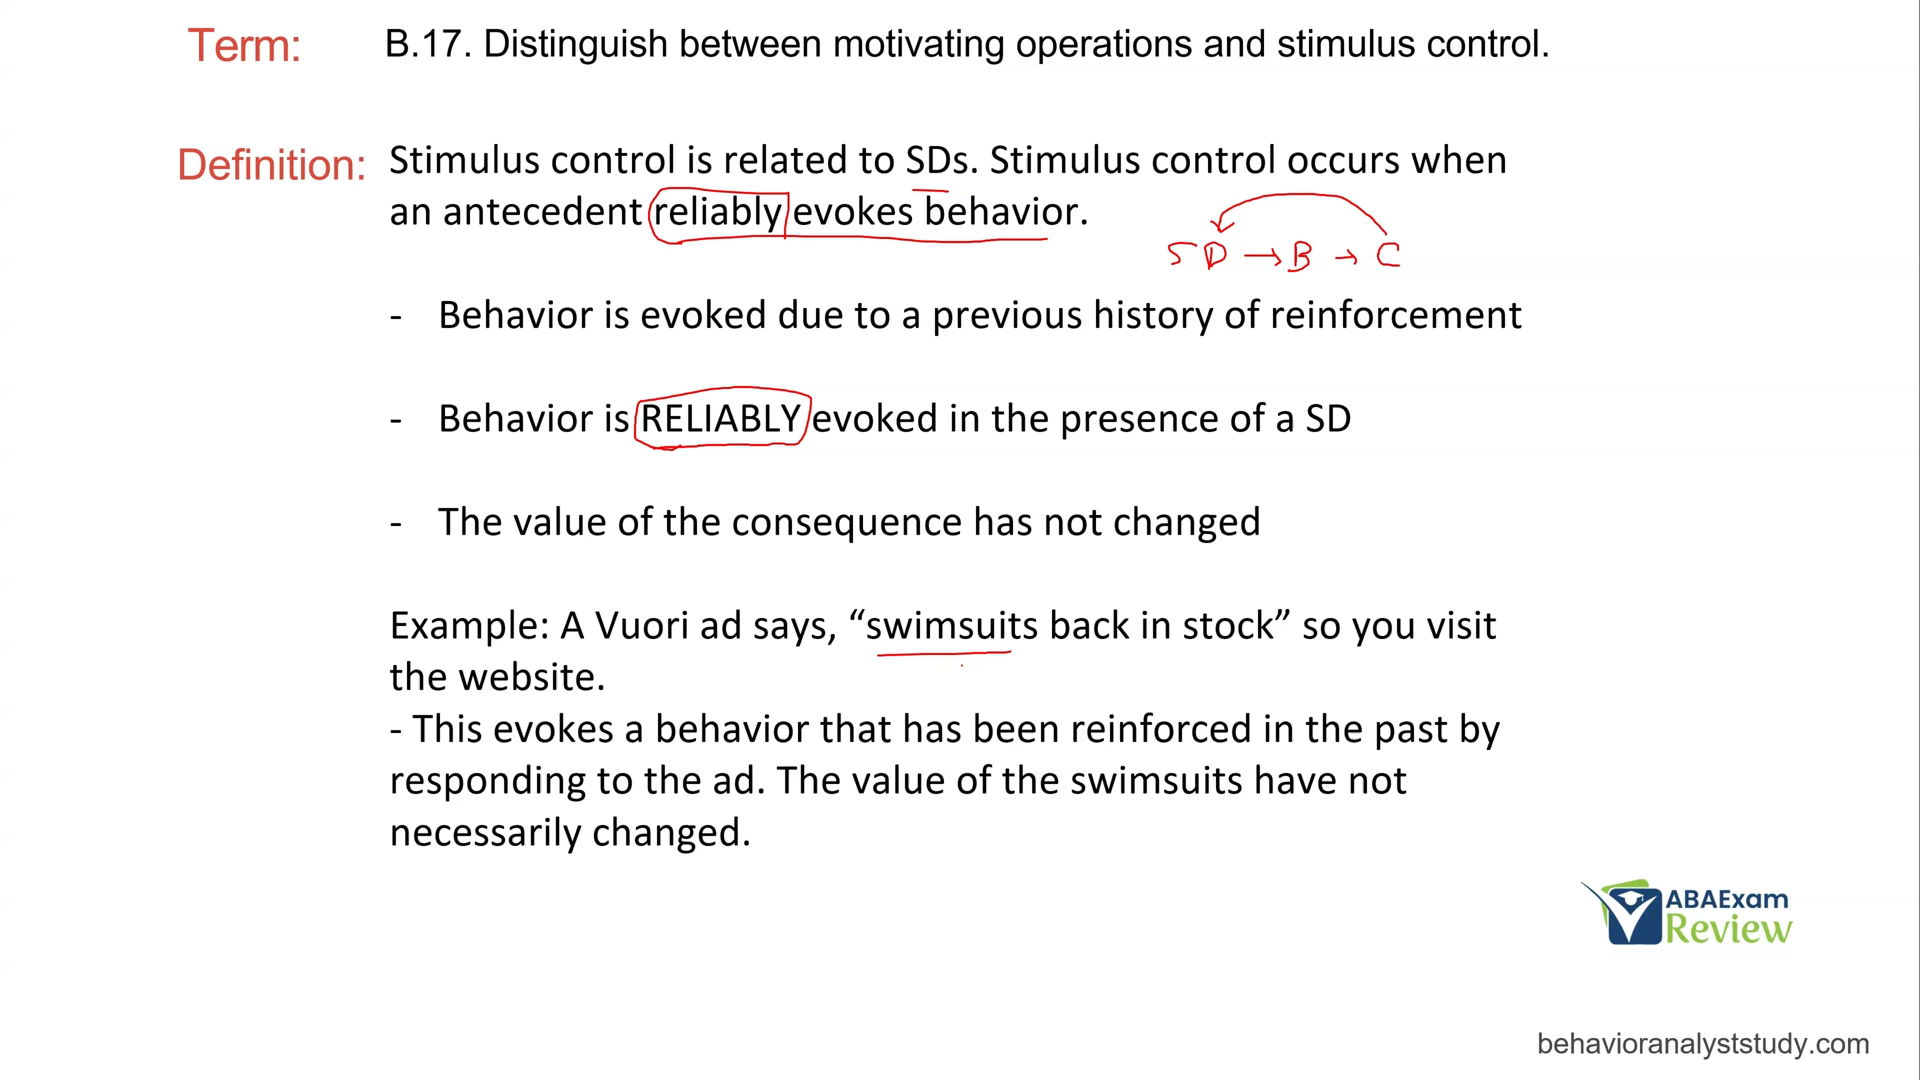 Term: B.17. Distinguish between motivating operations and stimulus control.
Definition: Stimulus control is related to SDs. Stimulus control occurs when
an antecedent reliably evokes behavior.
SD → B → C
- Behavior is evoked due to a previous history of reinforcement
- Behavior is RELIABLY evoked in the presence of a SD
- The value of the consequence has not changed
Example: A Vuori ad says, “swimsuits back in stock” so you visit
the website.
- This evokes a behavior that has been reinforced in the past by
responding to the ad. The value of the swimsuits have not
necessarily changed.
ABAExam
Review
behavioranalyststudy.com